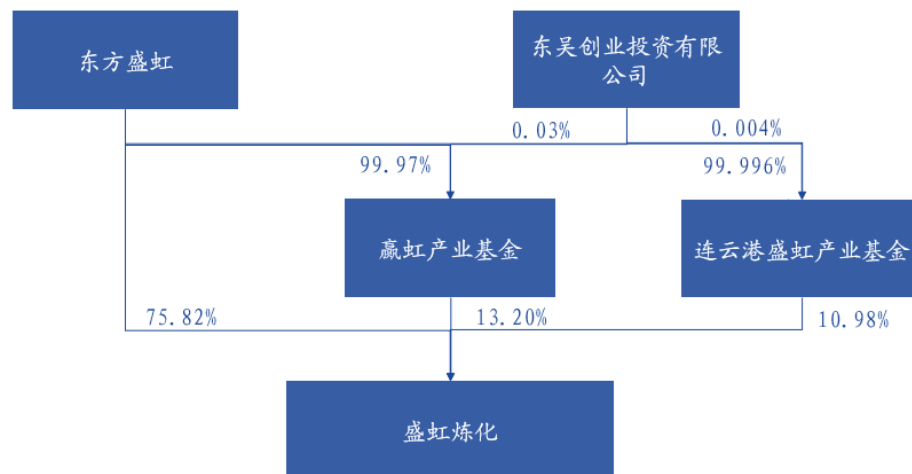 东方盛虹
东吴创业投资有限
公司
0.03%
0.004%
99.97%
99.996%
赢虹产业基金
连云港盛虹产业基金
75.82%
13.20%
10.98%
盛虹炼化